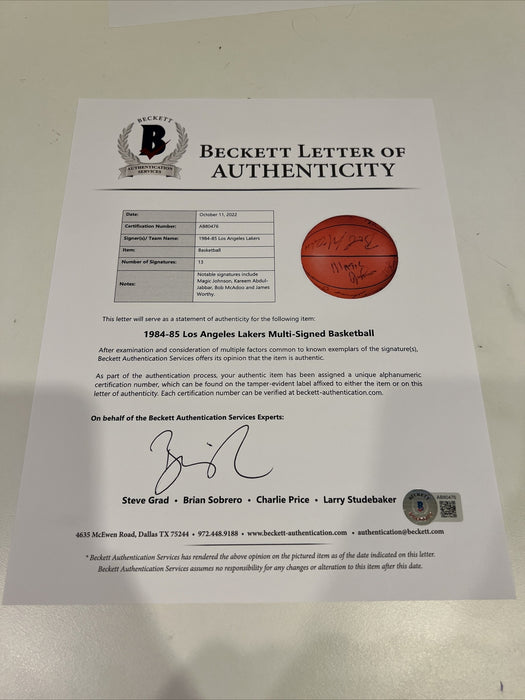 BECKETT
B
AUTHENTICATION
SERVICES
BECKETT LETTER OF
AUTHENTICITY
Date: October 11, 2022
Certification Number: AB80476
Signer(s)/ Team Name: 1984-85 Los Angeles Lakers
Item: Basketball
Number of Signatures: 13
Notes: Notable signatures include
Magic Johnson, Kareem Abdul-
Jabbar, Bob McAdoo and James
Worthy.
This letter will serve as a statement of authenticity for the following item:
1984-85 Los Angeles Lakers Multi-Signed Basketball
After examination and consideration of multiple factors common to known exemplars of the signature(s),
Beckett Authentication Services offers its opinion that the item is authentic.
As part of the authentication process, your authentic item has been assigned a unique alphanumeric
certification number, which can be found on the tamper-evident label affixed to either the item or on this
letter of authenticity. Each certification number can be verified at beckett-authentication.com.
On behalf of the Beckett Authentication Services Experts:
Steve Grad • Brian Sobrero • Charlie Price • Larry Studebaker
BECKETT
B
AB80476
4635 McEwen Road, Dallas TX 75244 • 972.448.9188 • www.beckett-authentication.com • authentication@beckett.com
* Beckett Authentication Services has rendered the above opinion on the pictured item as of the date indicated on this letter.
Beckett Authentication Services assumes no responsibility for any changes or alteration to this item after this date.